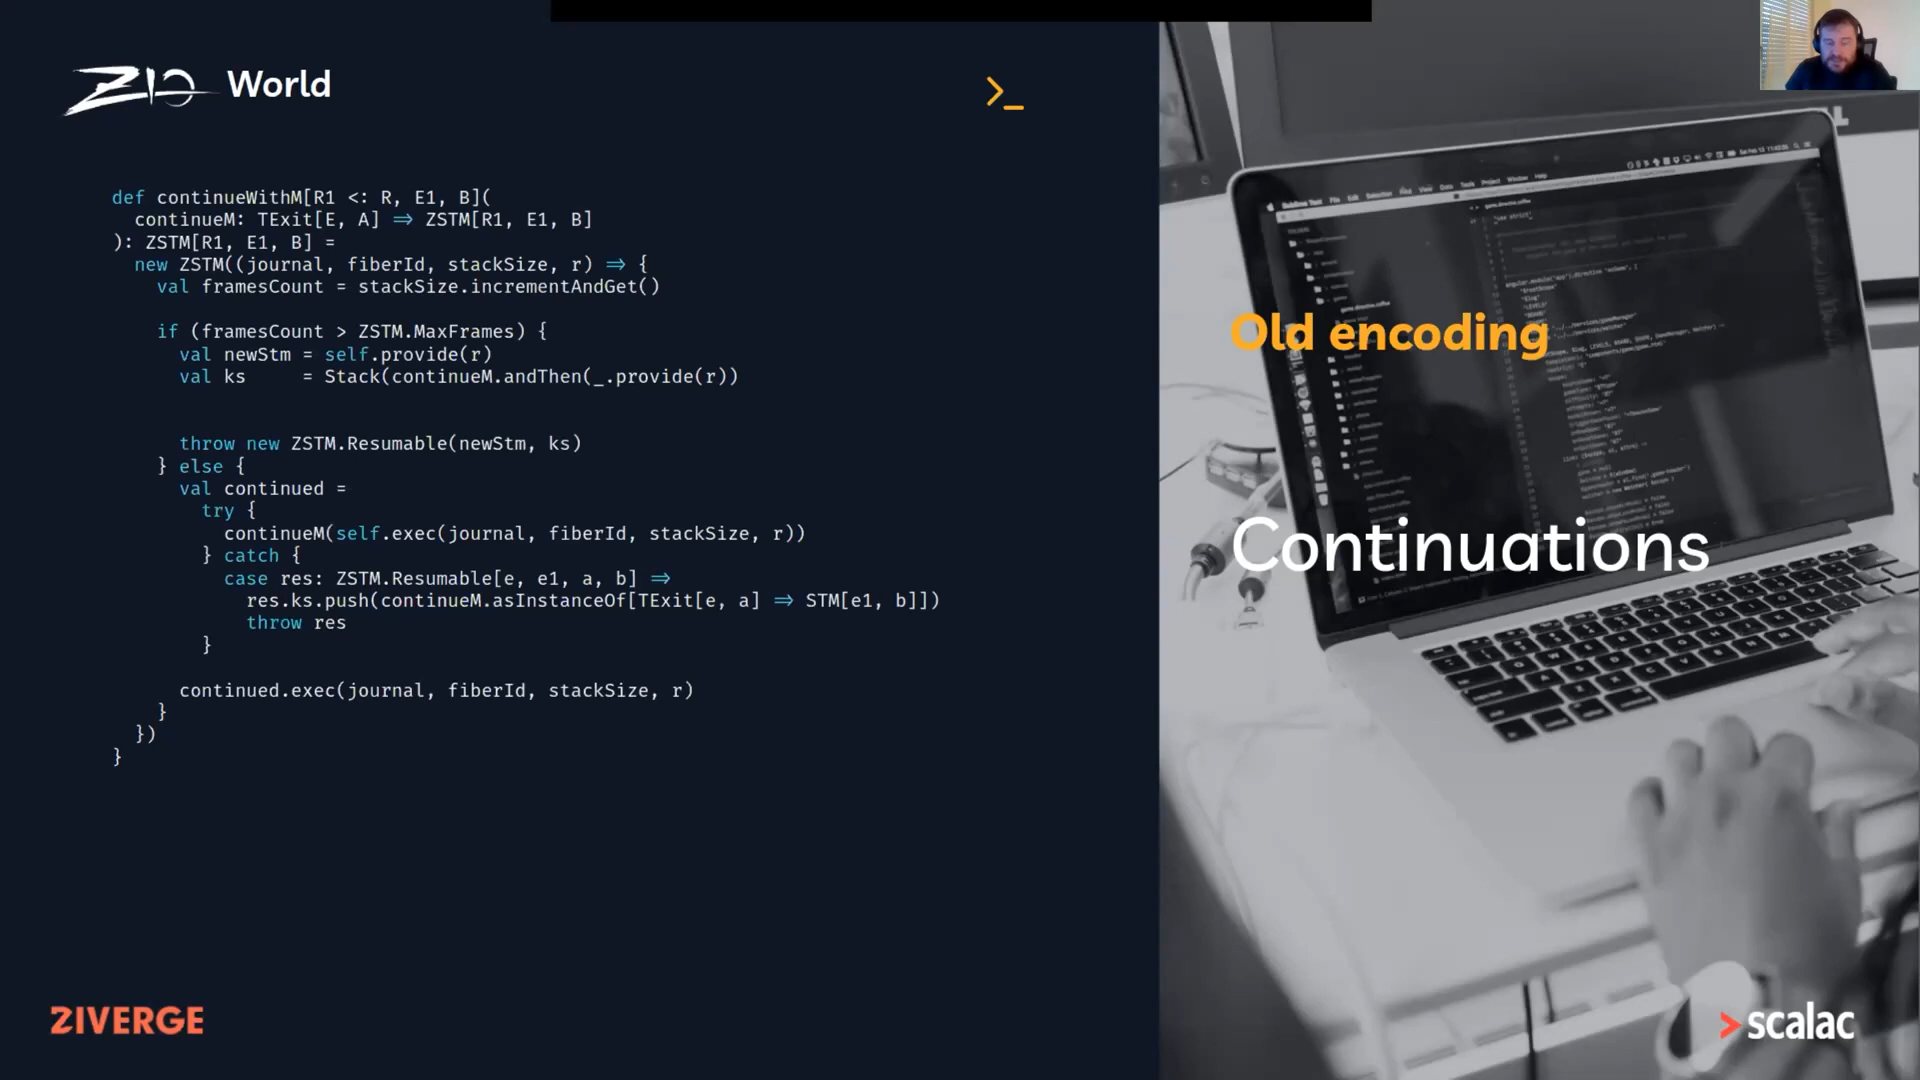 ZIO World
>_
def continueWithM[R1 <: R, E1, B](
  continueM: TExit[E, A] ⇒ ZSTM[R1, E1, B]
): ZSTM[R1, E1, B] =
  new ZSTM((journal, fiberId, stackSize, r) ⇒ {
    val framesCount = stackSize.incrementAndGet()
    if (framesCount > ZSTM.MaxFrames) {
      val newStm = self.provide(r)
      val ks     = Stack(continueM.andThen(_.provide(r))
      throw new ZSTM.Resumable(newStm, ks)
    } else {
      val continued =
        try {
          continueM(self.exec(journal, fiberId, stackSize, r))
        } catch {
          case res: ZSTM.Resumable[e, e1, a, b] ⇒
            res.ks.push(continueM.asInstanceOf[TExit[e, a] ⇒ STM[e1, b]])
            throw res
        }
      continued.exec(journal, fiberId, stackSize, r)
    }
  })
}
Old encoding
Continuations
ZIVERGE
scalac